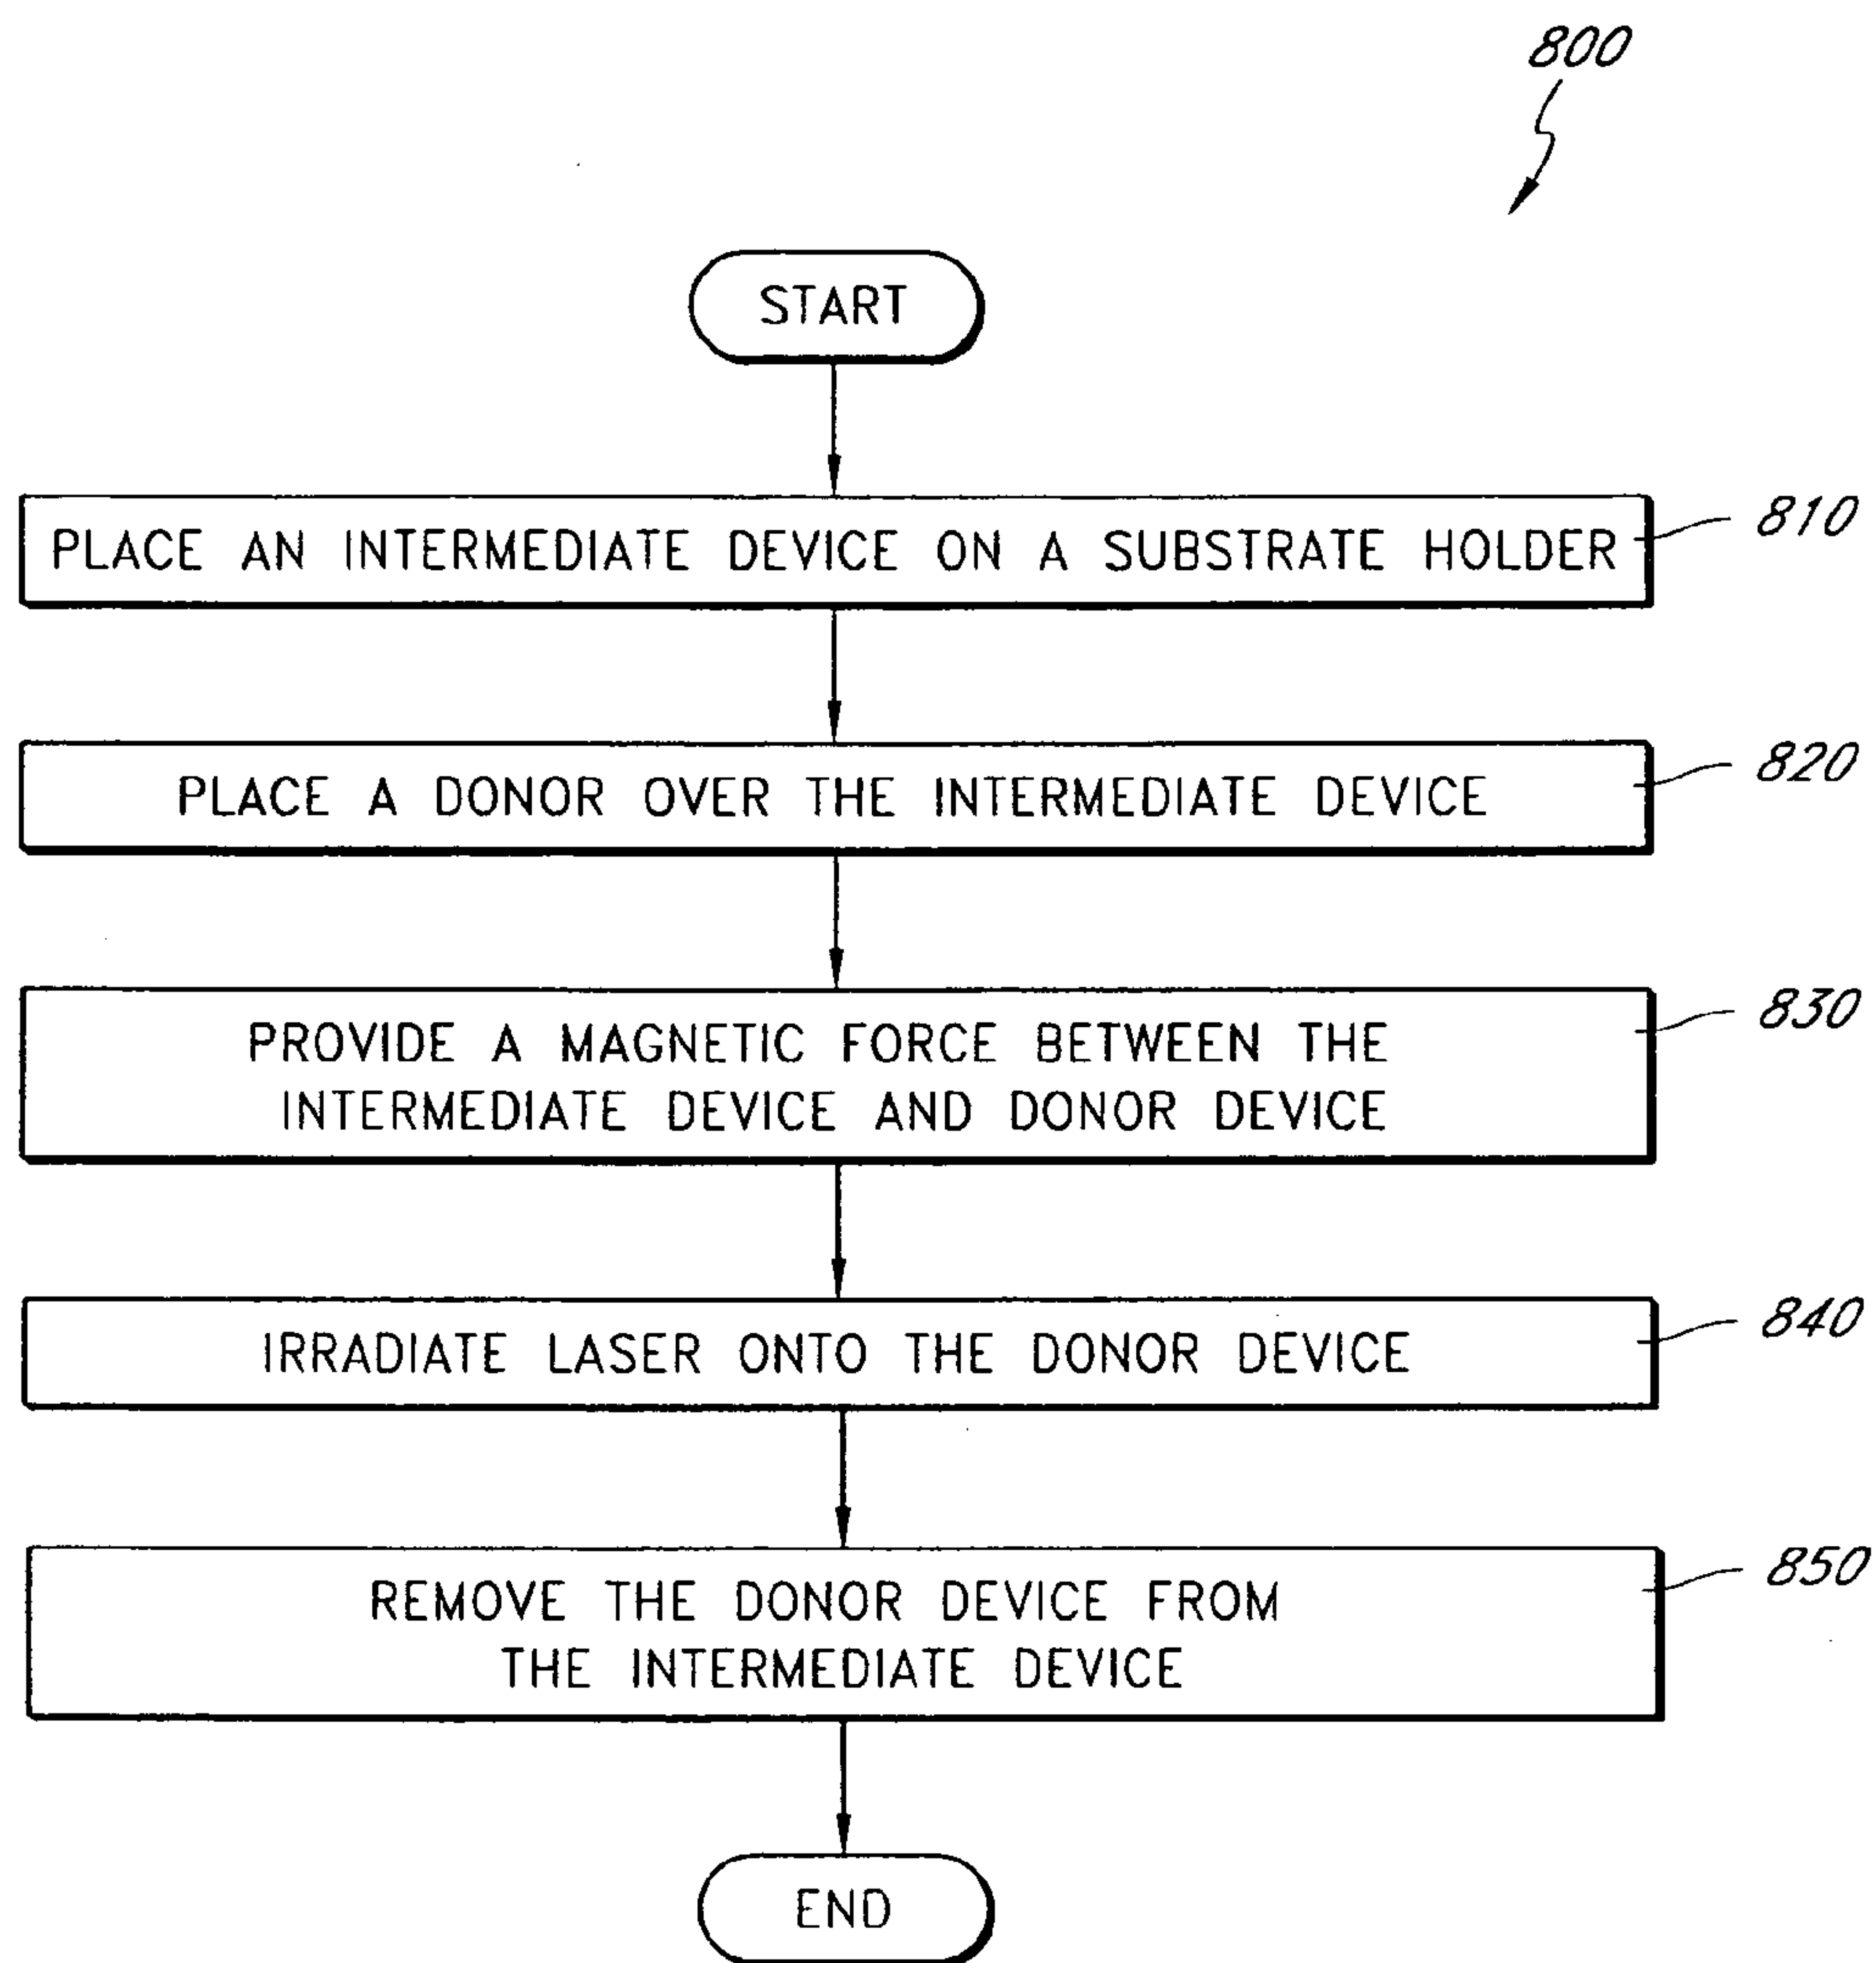 800
START
PLACE AN INTERMEDIATE DEVICE ON A SUBSTRATE HOLDER
810
PLACE A DONOR OVER THE INTERMEDIATE DEVICE
820
PROVIDE A MAGNETIC FORCE BETWEEN THE
INTERMEDIATE DEVICE AND DONOR DEVICE
830
IRRADIATE LASER ONTO THE DONOR DEVICE
840
REMOVE THE DONOR DEVICE FROM
THE INTERMEDIATE DEVICE
850
END